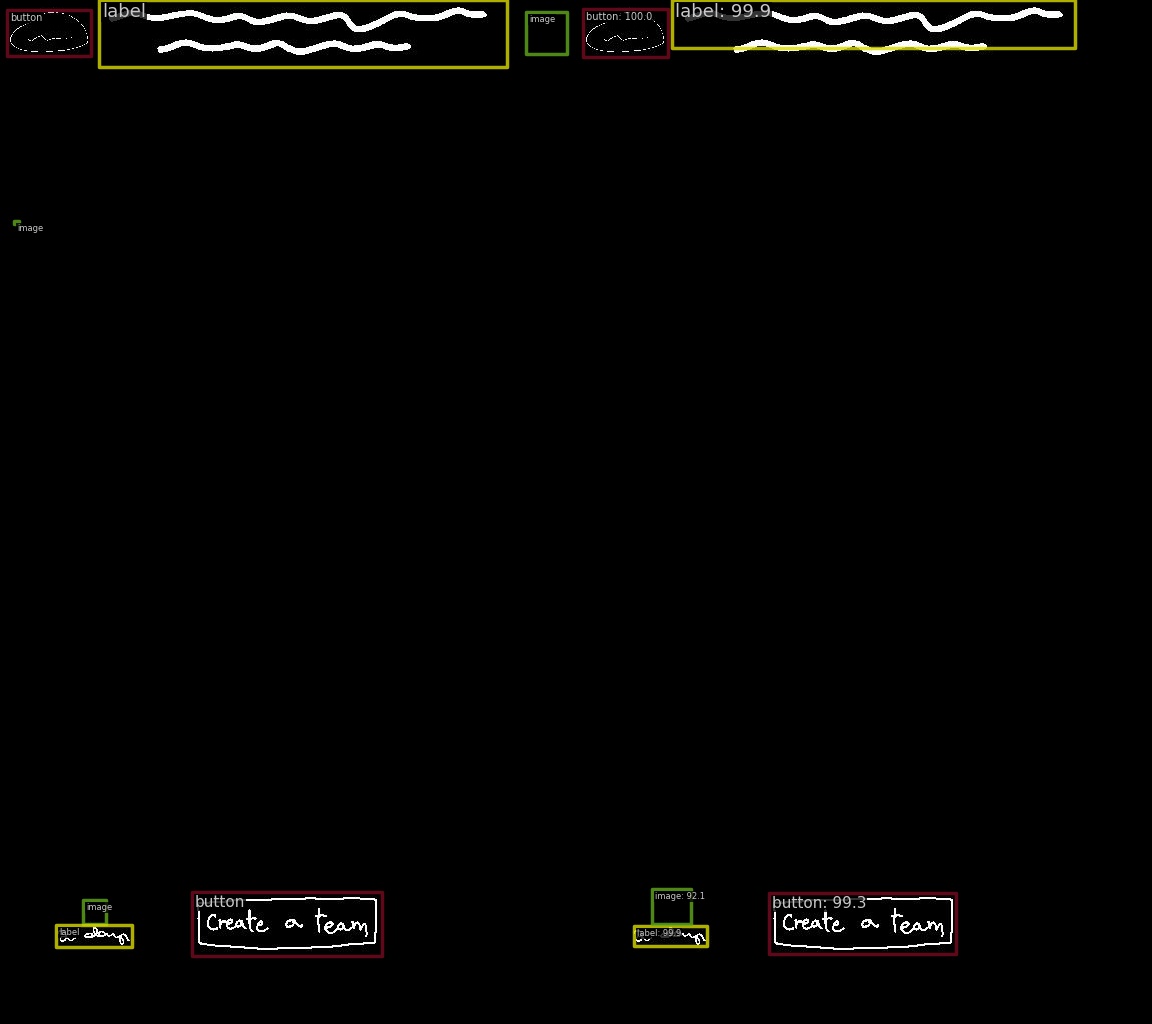 button
label
image
button: 100.0
label: 99.9
image
image
button
label
Create a team
image: 92.1
button: 99.3
label: 99.9
Create a team